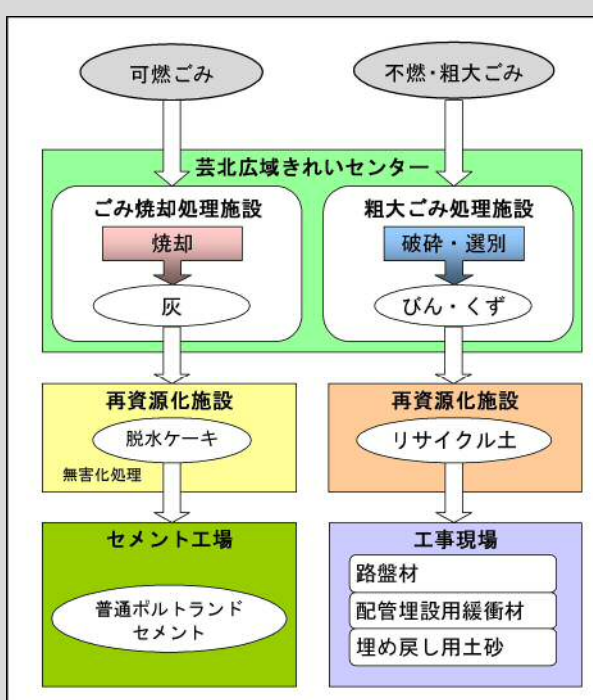 可燃ごみ
不燃・粗大ごみ
芸北広域きれいセンター
ごみ焼却処理施設
焼却
灰
粗大ごみ処理施設
破砕・選別
びん・くず
再資源化施設
脱水ケーキ
無害化処理
再資源化施設
リサイクル土
セメント工場
普通ポルトランド
セメント
工事現場
路盤材
配管埋設用緩衝材
埋め戻し用土砂